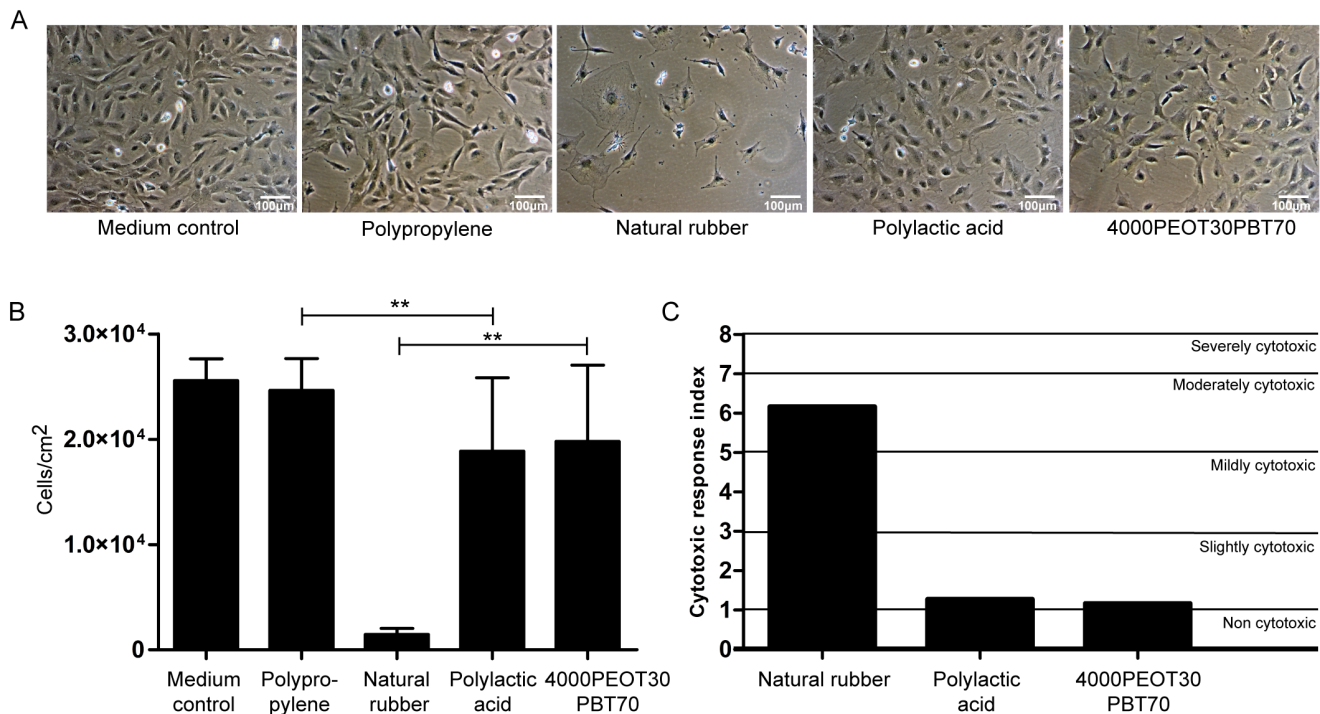 A
100μm
100μm
100μm
100μm
100μm
Medium control
Polypropylene
Natural rubber
Polylactic acid
4000PEOT30PBT70
B
**
**
3.0×10⁴
2.0×10⁴
1.0×10⁴
0
Cells/cm²
Medium
control
Polypro-
pylene
Natural
rubber
Polylactic
acid
4000PEOT30
PBT70
C
8
7
6
5
4
3
2
1
0
Cytotoxic response index
Severely cytotoxic
Moderately cytotoxic
Mildly cytotoxic
Slightly cytotoxic
Non cytotoxic
Natural rubber
Polylactic
acid
4000PEOT30
PBT70